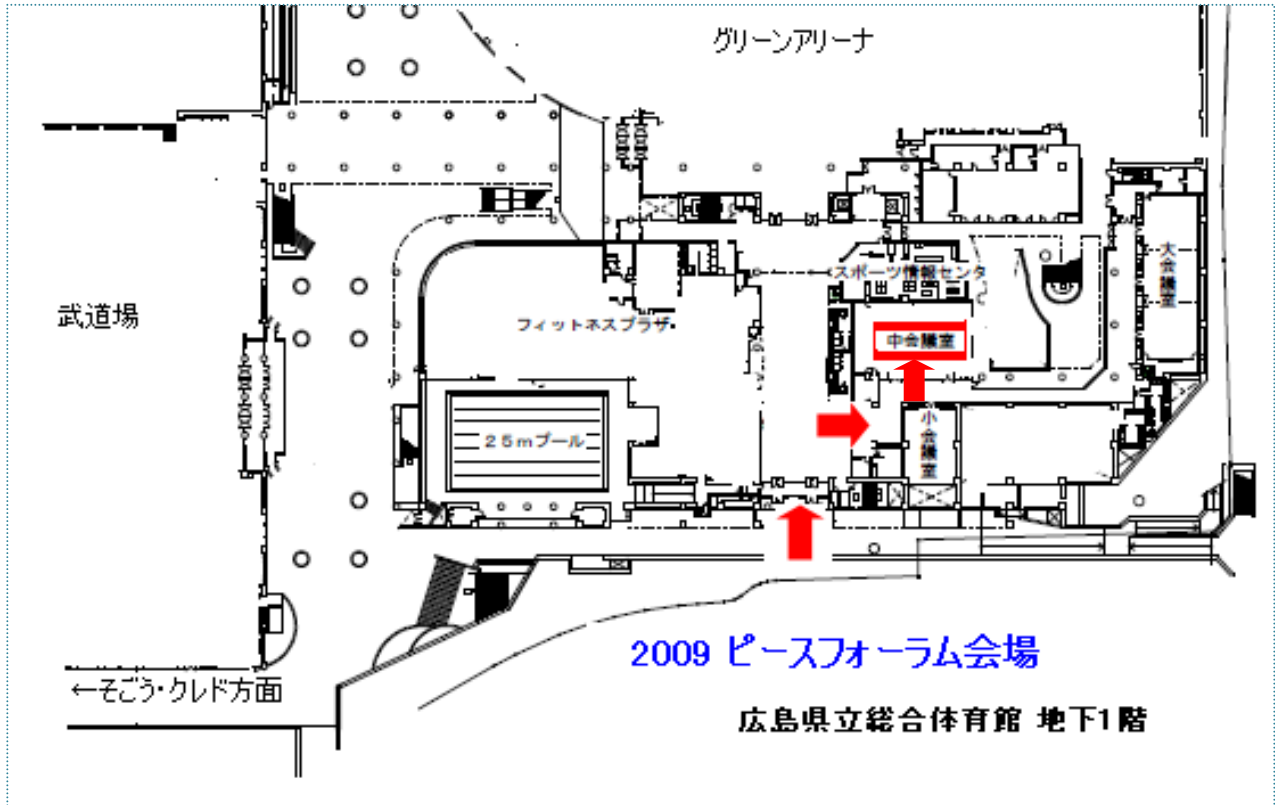 グリーンアリーナ
大会議室
スポーツ情報センタ
武道場
フィットネスプラザ
中会議室
小会議室
25mプール
2009 ピースフォーラム会場
←そごう・クレド方面
広島県立総合体育館 地下1階